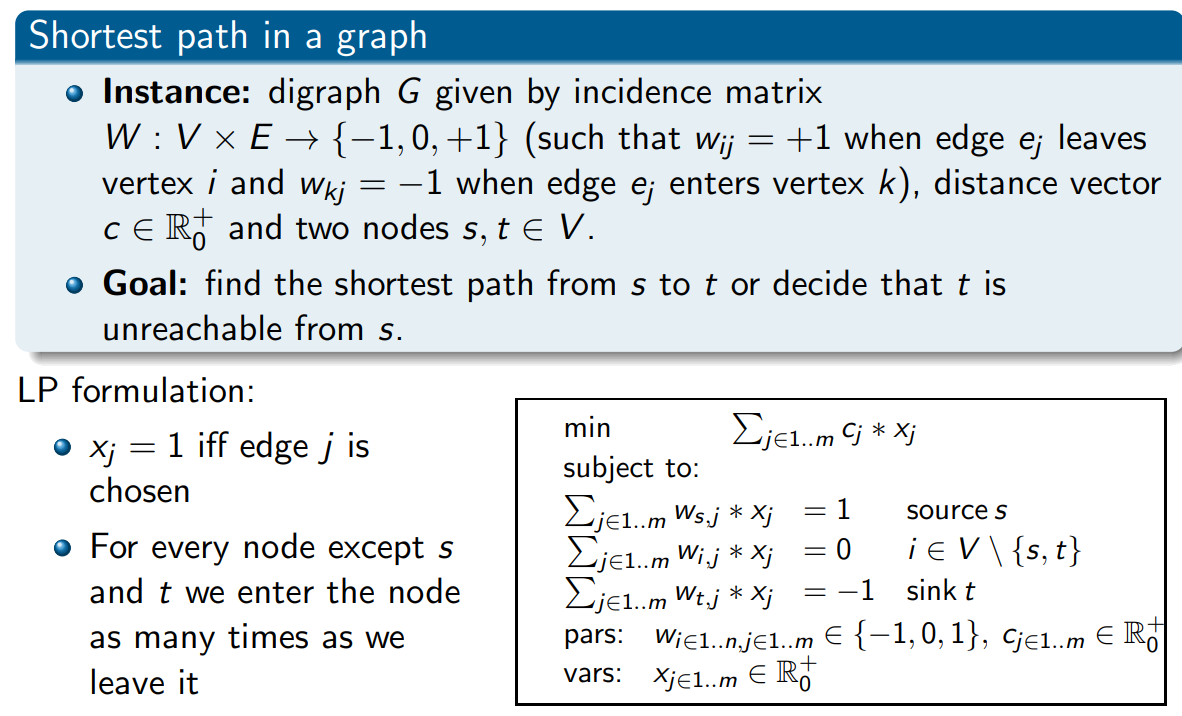 Shortest path in a graph
Instance: digraph G given by incidence matrix
W : V × E → {−1, 0, +1} (such that w_{ij} = +1 when edge e_j leaves
vertex i and w_{kj} = −1 when edge e_j enters vertex k), distance vector
c ∈ ℝ₀⁺ and two nodes s, t ∈ V.
Goal: find the shortest path from s to t or decide that t is
unreachable from s.
LP formulation:
x_j = 1 iff edge j is
chosen
For every node except s
and t we enter the node
as many times as we
leave it
min ∑_{j∈1..m} c_j ∗ x_j
subject to:
∑_{j∈1..m} w_{s,j} ∗ x_j = 1 source s
∑_{j∈1..m} w_{i,j} ∗ x_j = 0 i ∈ V \ {s, t}
∑_{j∈1..m} w_{t,j} ∗ x_j = −1 sink t
pars: w_{i∈1..n,j∈1..m} ∈ {−1, 0, 1}, c_{j∈1..m} ∈ ℝ₀⁺
vars: x_{j∈1..m} ∈ ℝ₀⁺